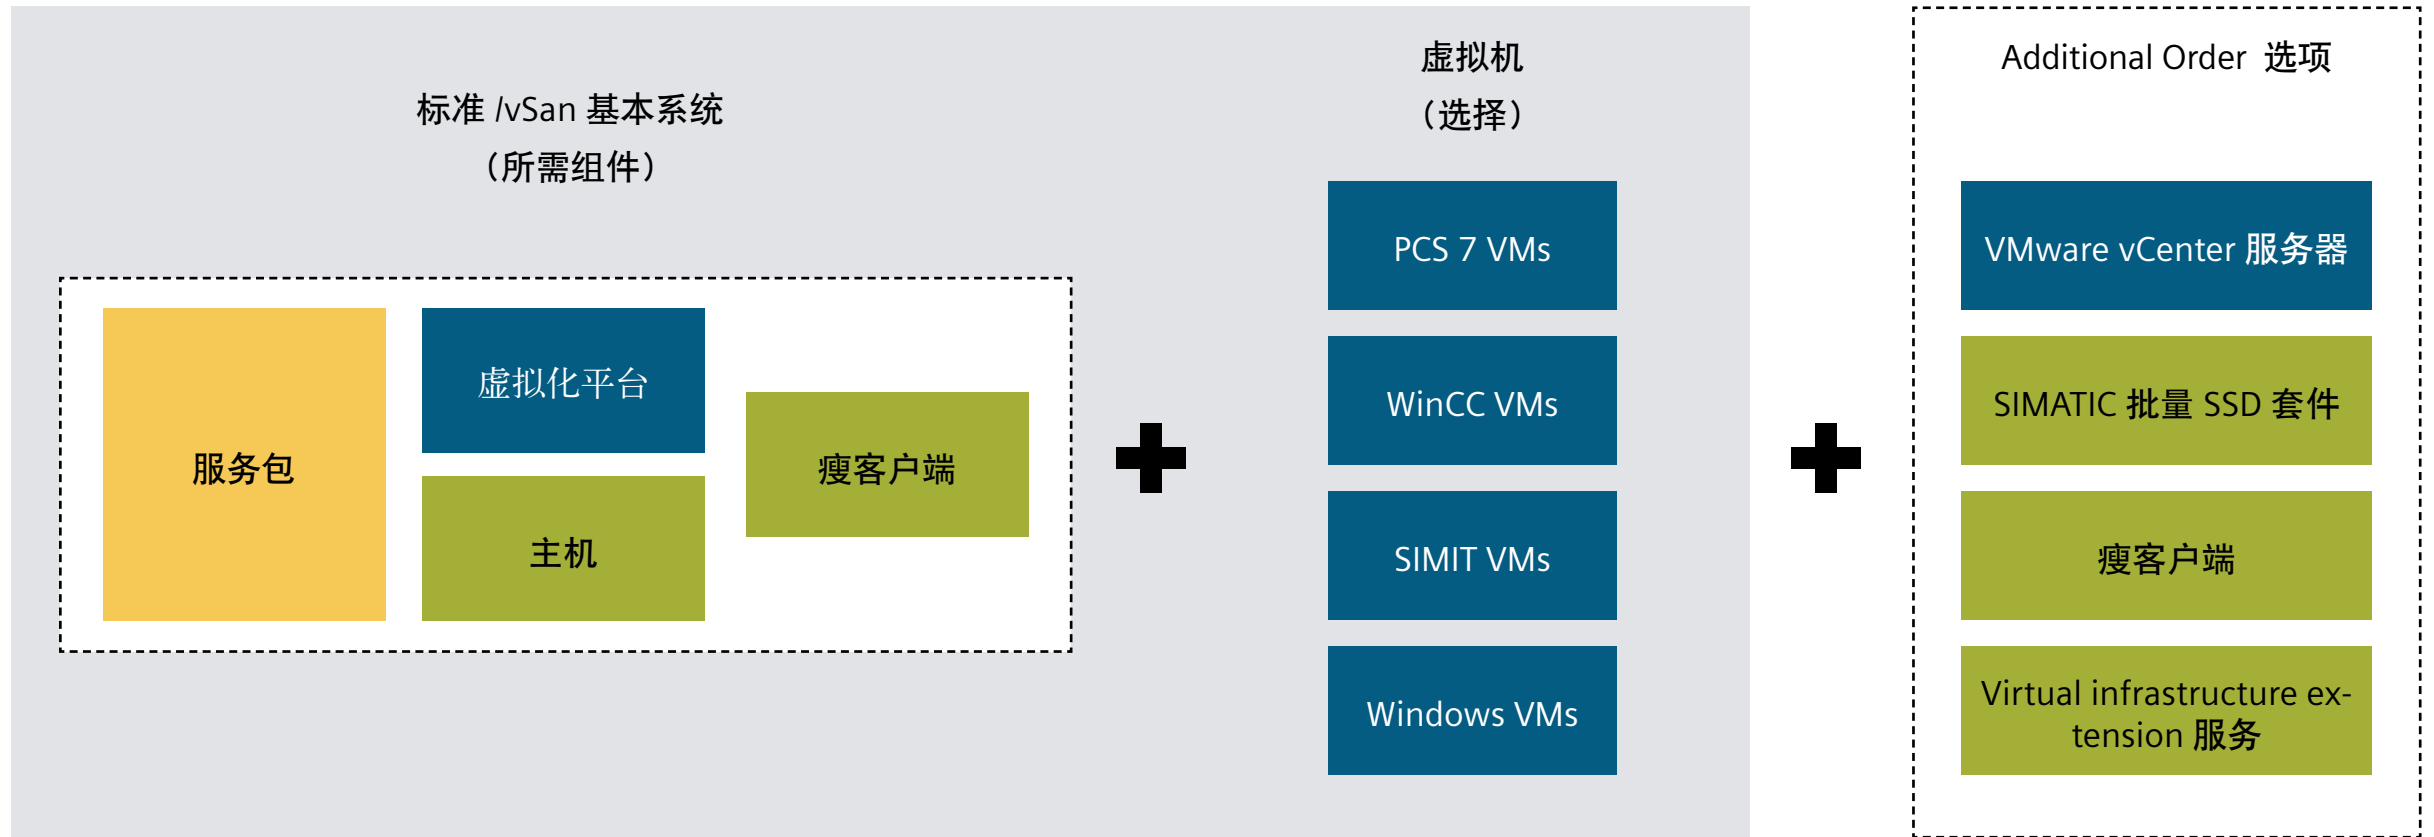 标准 /vSan 基本系统
（所需组件）
服务包
虚拟化平台
主机
瘦客户端
虚拟机
（选择）
PCS 7 VMs
WinCC VMs
SIMIT VMs
Windows VMs
Additional Order 选项
VMware vCenter 服务器
SIMATIC 批量 SSD 套件
瘦客户端
Virtual infrastructure ex-
tension 服务